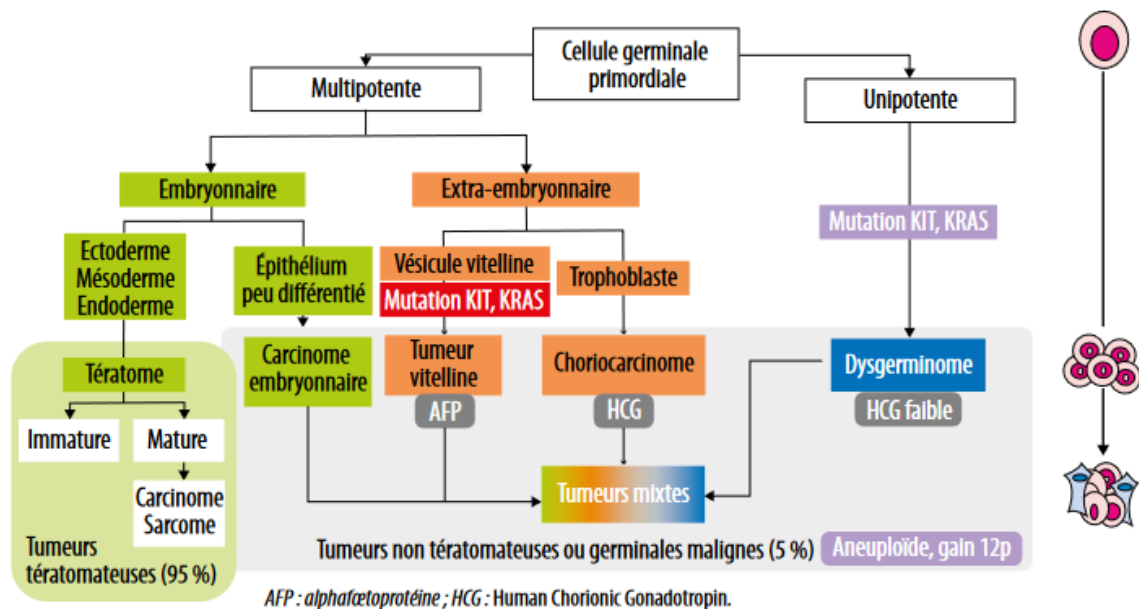 Cellule germinale
primordiale
Multipotente
Unipotente
Embryonnaire
Extra-embryonnaire
Mutation KIT, KRAS
Ectoderme
Mésoderme
Endoderme
Épithélium
peu différentié
Vésicule vitelline
Mutation KIT, KRAS
Trophoblaste
Tératome
Carcinome
embryonnaire
Tumeur
vitelline
Choriocarcinome
Dysgerminome
AFP
HCG
HCG faible
Immature
Mature
Carcinome
Sarcome
Tumeurs mixtes
Tumeurs
tératomateuses (95 %)
Tumeurs non tératomateuses ou germinales malignes (5 %)
Aneuploïde, gain 12p
AFP : alphafœtoprotéine ; HCG : Human Chorionic Gonadotropin.